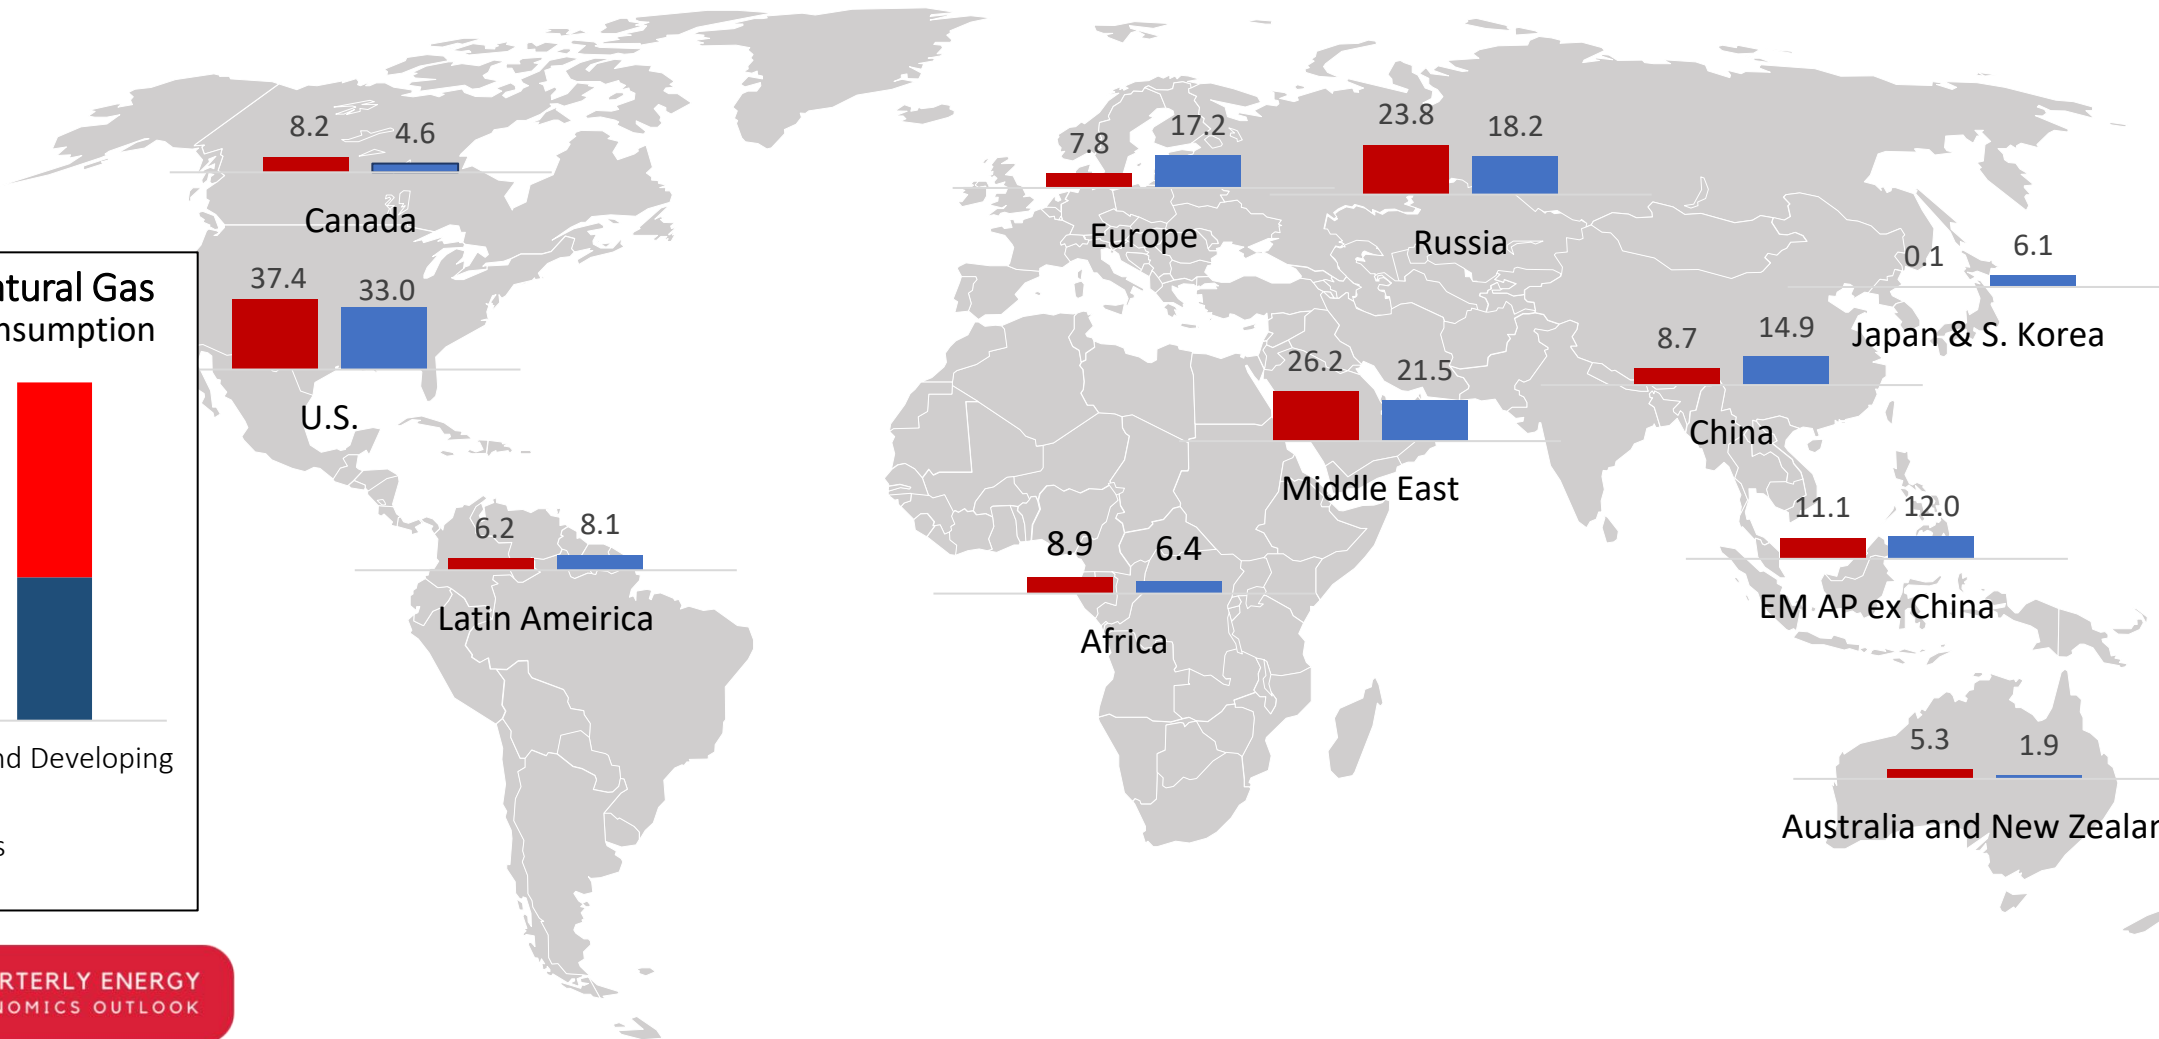 8.2
4.6
Canada
37.4
33.0
U.S.
7.8
17.2
Europe
23.8
18.2
Russia
0.1
6.1
Japan & S. Korea
8.7
14.9
China
26.2
21.5
Middle East
11.1
12.0
EM AP ex China
6.2
8.1
Latin Ameirica
8.9
6.4
Africa
5.3
1.9
Australia and New Zealan
atural Gas
nsumption
nd Developing
s
RTERLY ENERGY
NOMICS OUTLOOK